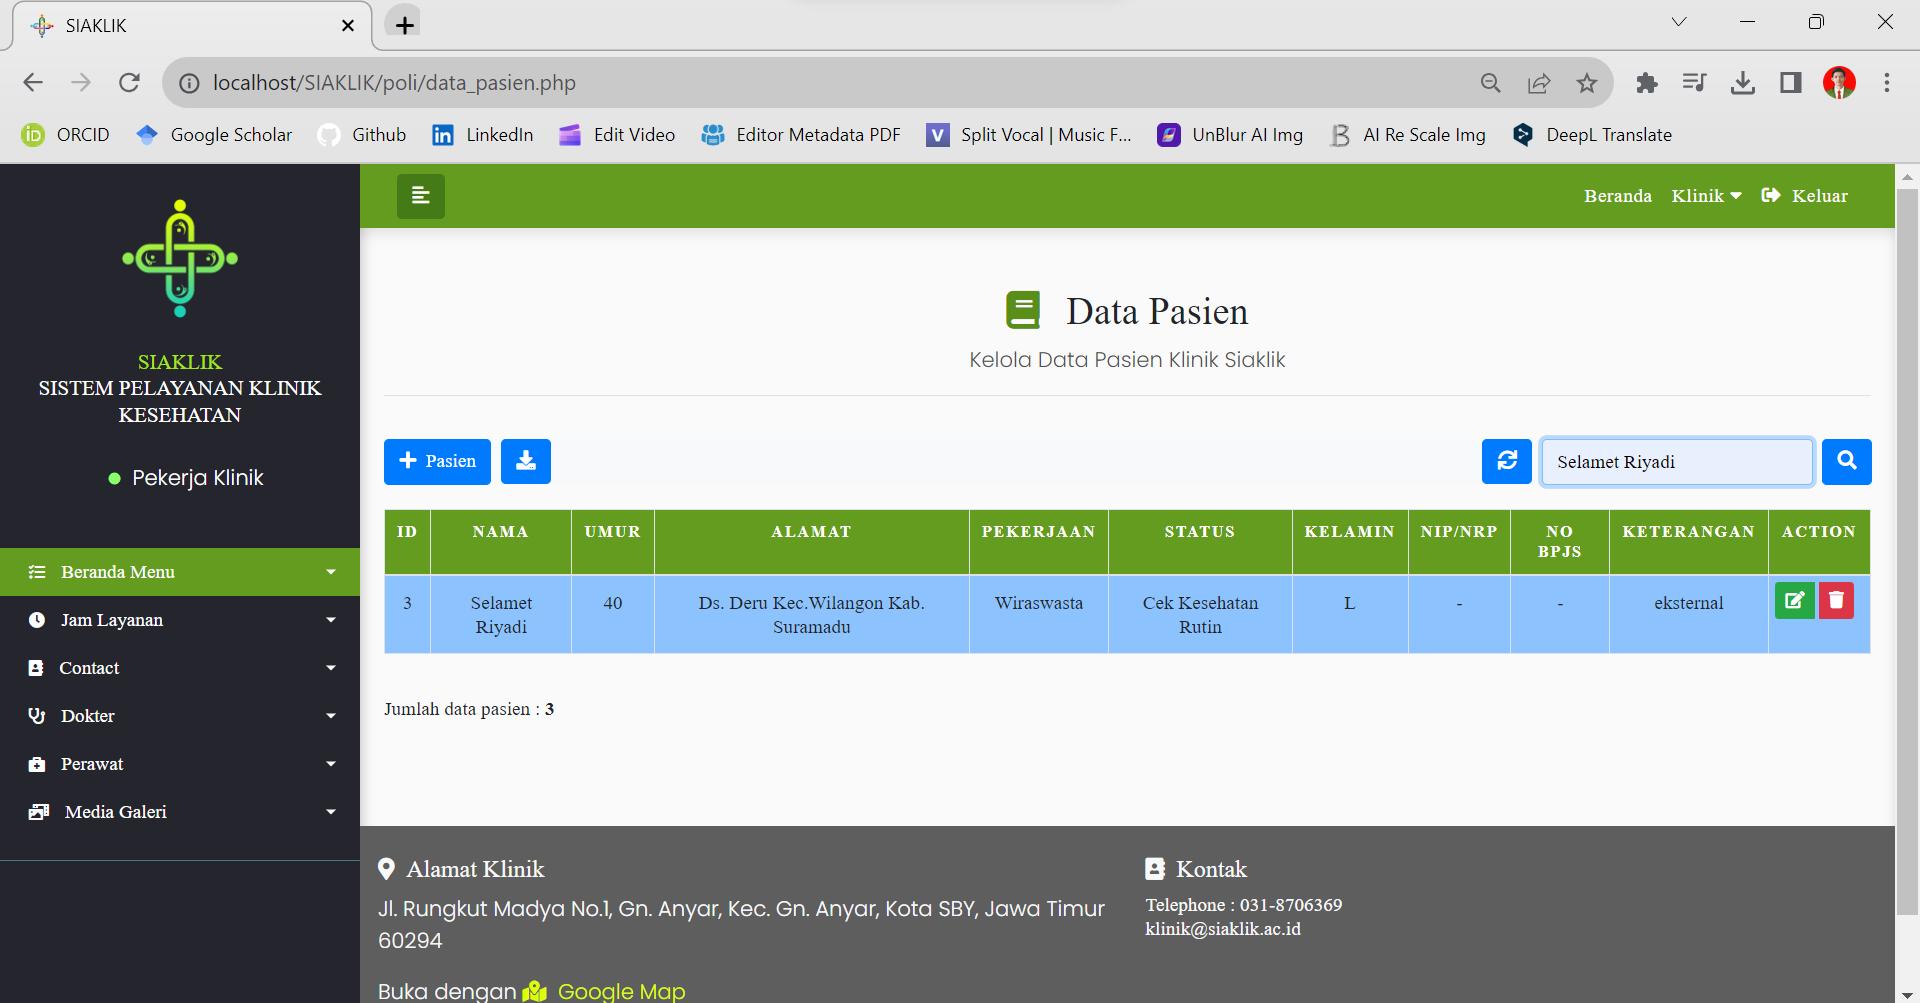 SIAKLIK
localhost/SIAKLIK/poli/data_pasien.php
ORCID Google Scholar Github LinkedIn Edit Video Editor Metadata PDF Split Vocal | Music F... UnBlur AI Img AI Re Scale Img DeepL Translate
Beranda Klinik Keluar
SIAKLIK
SISTEM PELAYANAN KLINIK
KESEHATAN
Pekerja Klinik
Beranda Menu
Jam Layanan
Contact
Dokter
Perawat
Media Galeri
Data Pasien
Kelola Data Pasien Klinik Siaklik
Pasien Selamet Riyadi
ID NAMA UMUR ALAMAT PEKERJAAN STATUS KELAMIN NIP/NRP NO KETERANGAN ACTION
BPJS
3 Selamet 40 Ds. Deru Kec.Wilangon Kab. Wiraswasta Cek Kesehatan L - - eksternal
Riyadi Suramadu Rutin
Jumlah data pasien : 3
Alamat Klinik
Jl. Rungkut Madya No.1, Gn. Anyar, Kec. Gn. Anyar, Kota SBY, Jawa Timur
60294
Buka dengan Google Map
Kontak
Telephone : 031-8706369
klinik@siaklik.ac.id